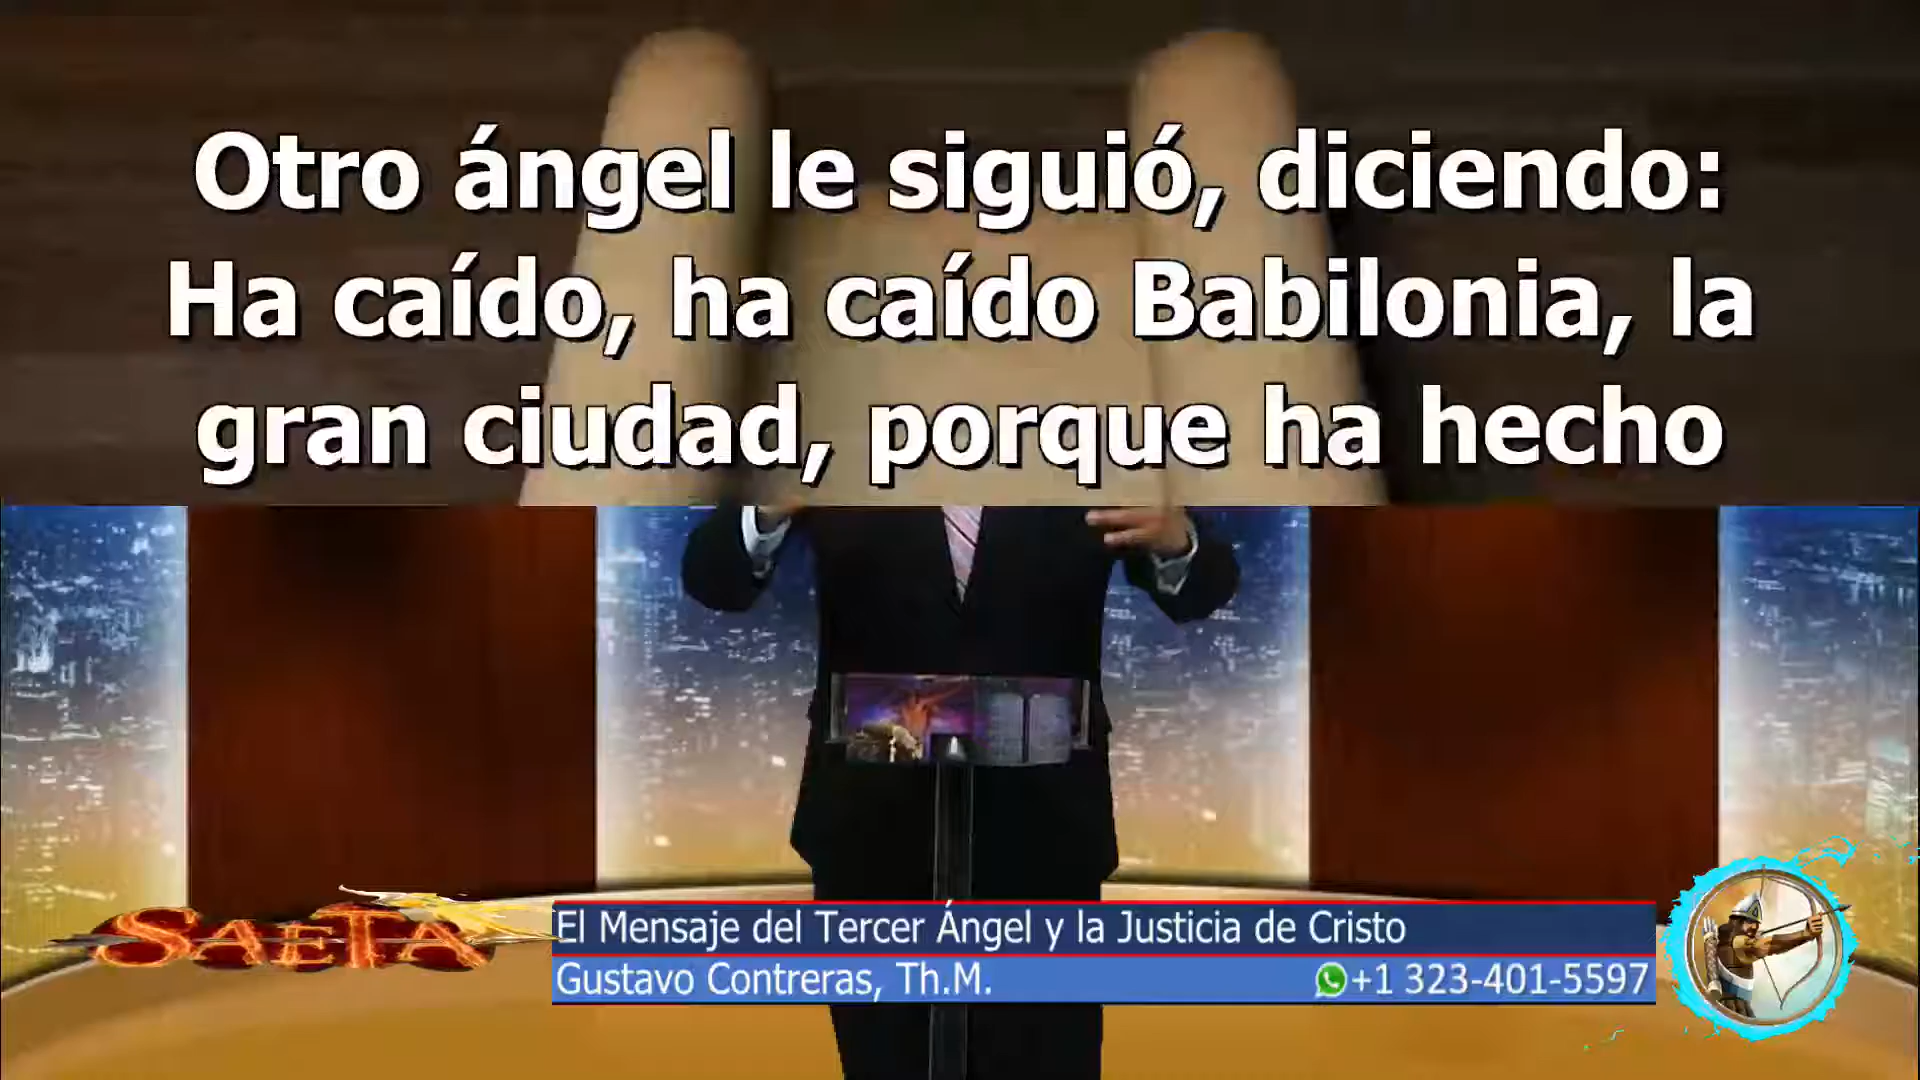 Otro ángel le siguió, diciendo:
Ha caído, ha caído Babilonia, la
gran ciudad, porque ha hecho
SAETA
El Mensaje del Tercer Ángel y la Justicia de Cristo
Gustavo Contreras, Th.M.
+1 323-401-5597